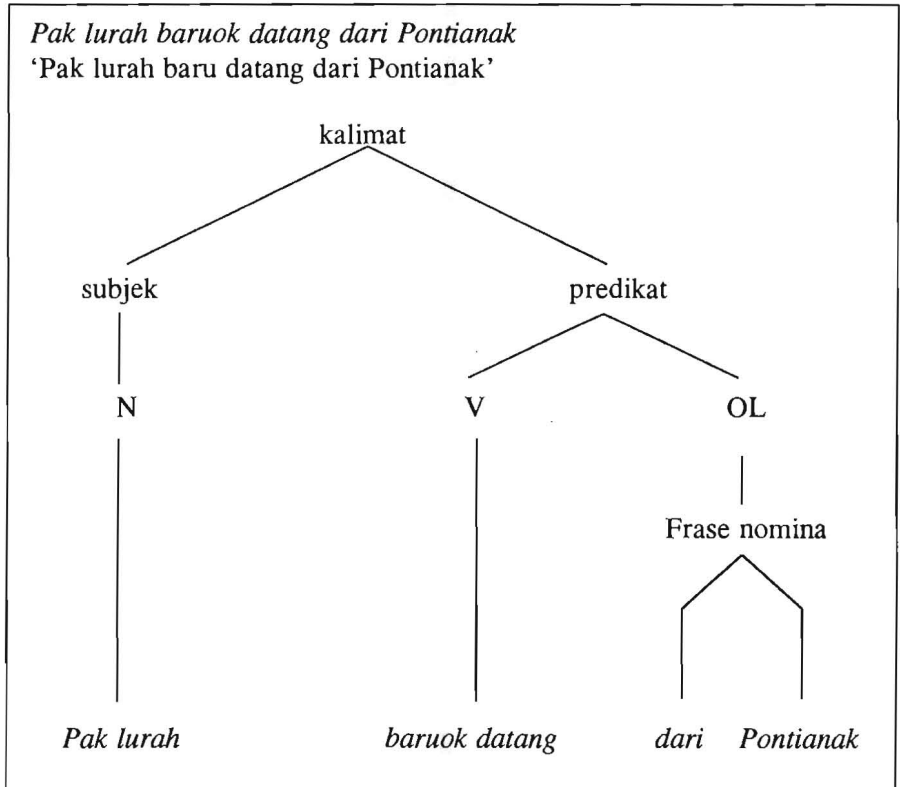 Pak lurah baruok datang dari Pontianak
‘Pak lurah baru datang dari Pontianak’
kalimat
subjek predikat
N V OL
Frase nomina
Pak lurah baruok datang dari Pontianak